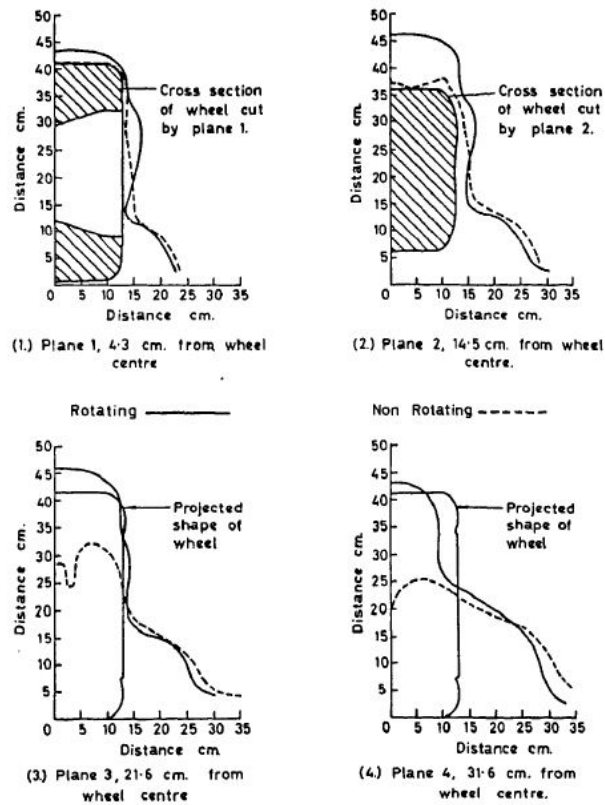 50
45
40
35
30
25
20
15
10
5
Distance cm.
Cross section
of wheel cut
by plane 1.
0 5 10 15 20 25 30 35
Distance cm.
(1.) Plane 1, 4·3 cm. from wheel
centre
50
45
40
35
30
25
20
15
10
5
Distance cm.
Cross section
of wheel cut
by plane 2.
0 5 10 15 20 25 30 35
Distance cm.
(2.) Plane 2, 14·5 cm. from wheel
centre.
Rotating
Non Rotating
50
45
40
35
30
25
20
15
10
5
Distance cm.
Projected
shape of
wheel
0 5 10 15 20 25 30 35
Distance cm.
(3.) Plane 3, 21·6 cm. from
wheel centre
50
45
40
35
30
25
20
15
10
5
Distance cm.
Projected
shape of
wheel
0 5 10 15 20 25 30 35
Distance cm.
(4.) Plane 4, 31·6 cm. from
wheel centre.